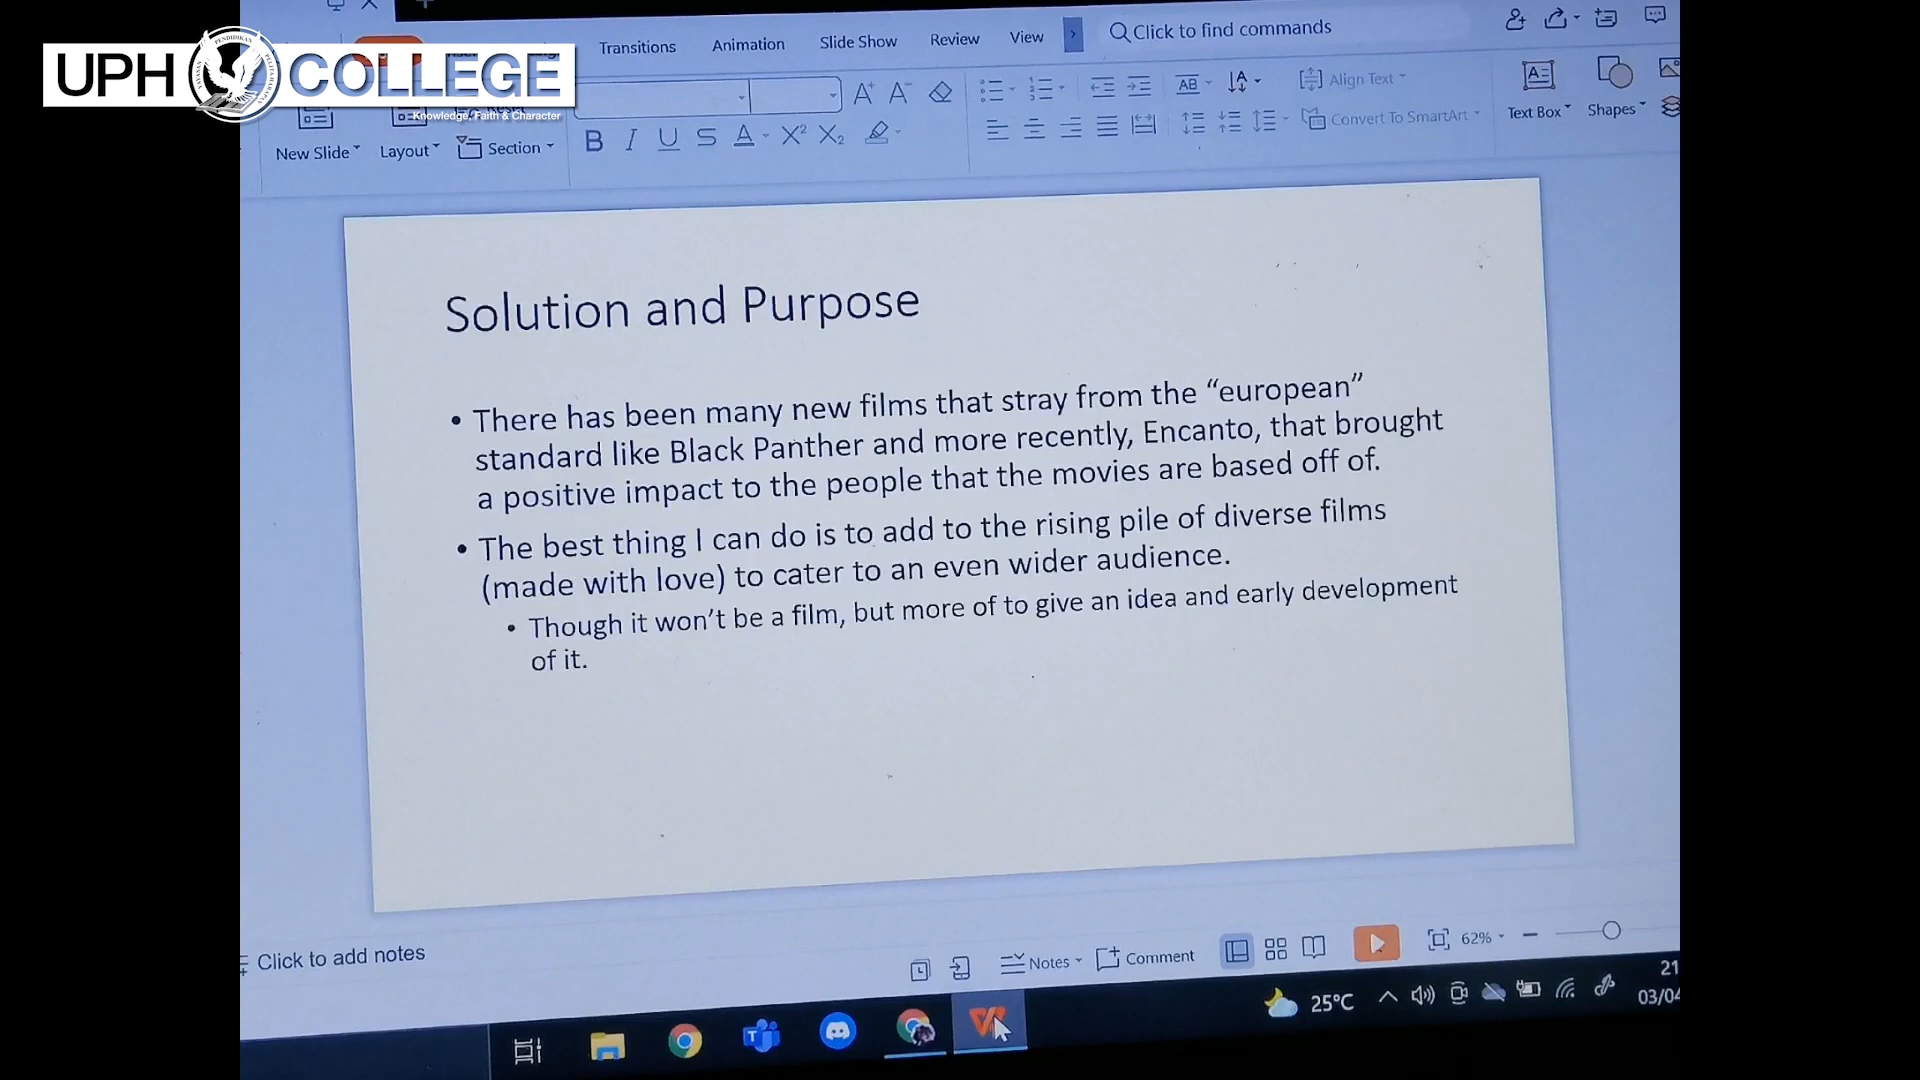 UPH COLLEGE
Knowledge, Faith & Character
Transitions Animation Slide Show Review View Click to find commands
Align Text
New Slide Layout Section Convert To SmartArt Text Box Shapes
Solution and Purpose
• There has been many new films that stray from the “european”
standard like Black Panther and more recently, Encanto, that brought
a positive impact to the people that the movies are based off of.
• The best thing I can do is to add to the rising pile of diverse films
(made with love) to cater to an even wider audience.
• Though it won’t be a film, but more of to give an idea and early development
of it.
Click to add notes
Notes Comment 62%
25°C
21
03/04